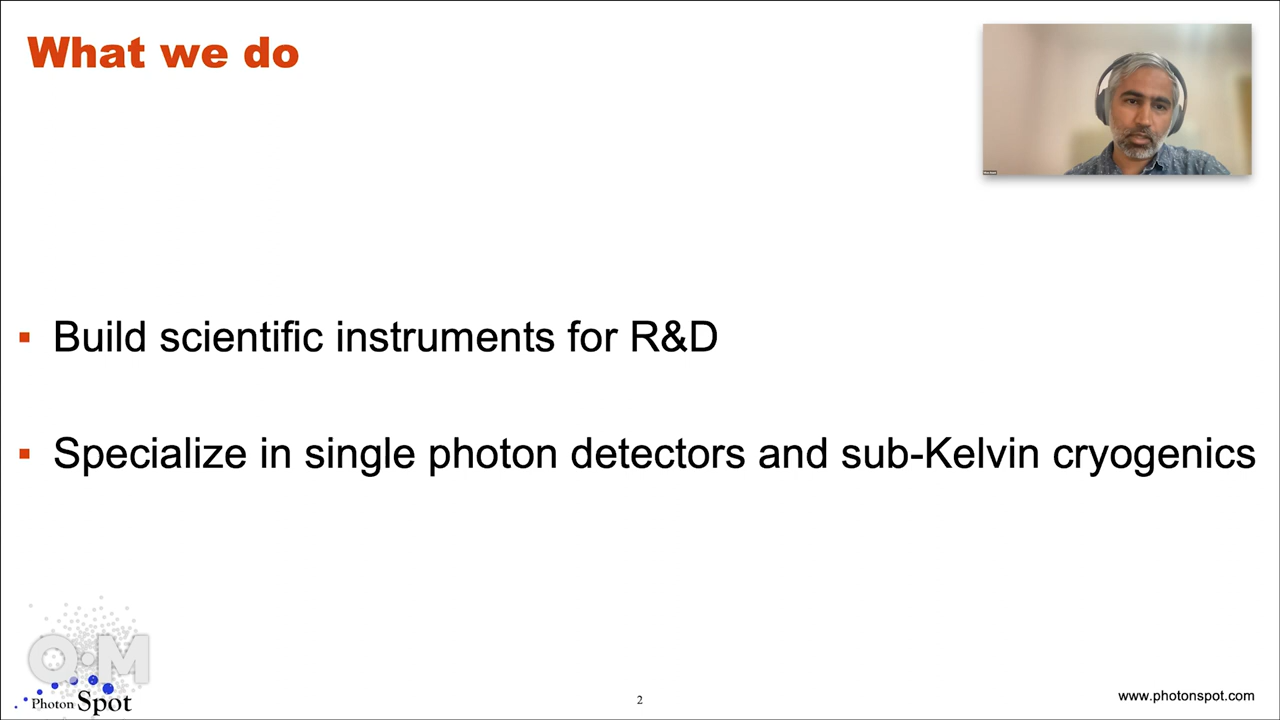 What we do
▪ Build scientific instruments for R&D
▪ Specialize in single photon detectors and sub-Kelvin cryogenics
Q.M
Photon Spot
2
www.photonspot.com